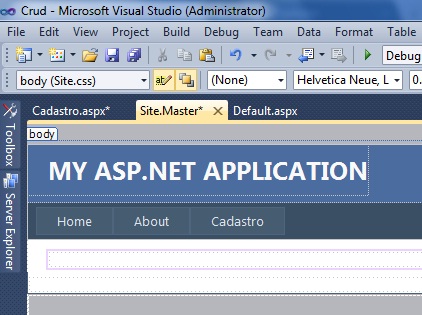 Crud - Microsoft Visual Studio (Administrator)
File Edit View Project Build Debug Team Data Format Table
Debug
body (Site.css) ab (None) Helvetica Neue, L 0.
Cadastro.aspx* Site.Master* Default.aspx
body
Toolbox
Server Explorer
MY ASP.NET APPLICATION
Home About Cadastro